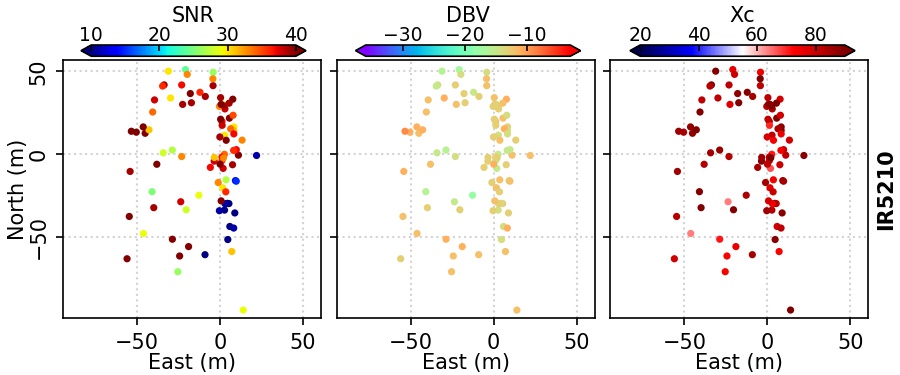 SNR
DBV
Xc
10 20 30 40
−30 −20 −10
20 40 60 80
50
0
−50
North (m)
IR5210
−50 0 50
−50 0 50
−50 0 50
East (m)
East (m)
East (m)